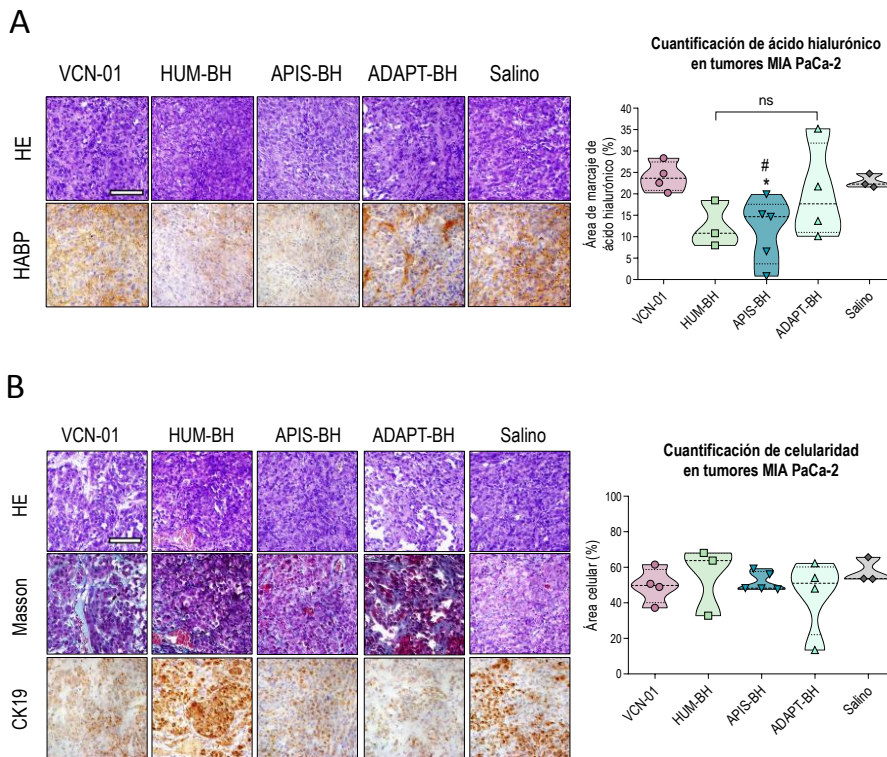 A
VCN-01 HUM-BH APIS-BH ADAPT-BH Salino
HE
HABP
Cuantificación de ácido hialurónico
en tumores MIA PaCa-2
ns
#
*
Área de marcaje de
ácido hialurónico (%)
40
35
30
25
20
15
10
5
0
VCN-01 HUM-BH APIS-BH ADAPT-BH Salino
B
VCN-01 HUM-BH APIS-BH ADAPT-BH Salino
HE
Masson
CK19
Cuantificación de celularidad
en tumores MIA PaCa-2
Área celular (%)
100
80
60
40
20
0
VCN-01 HUM-BH APIS-BH ADAPT-BH Salino